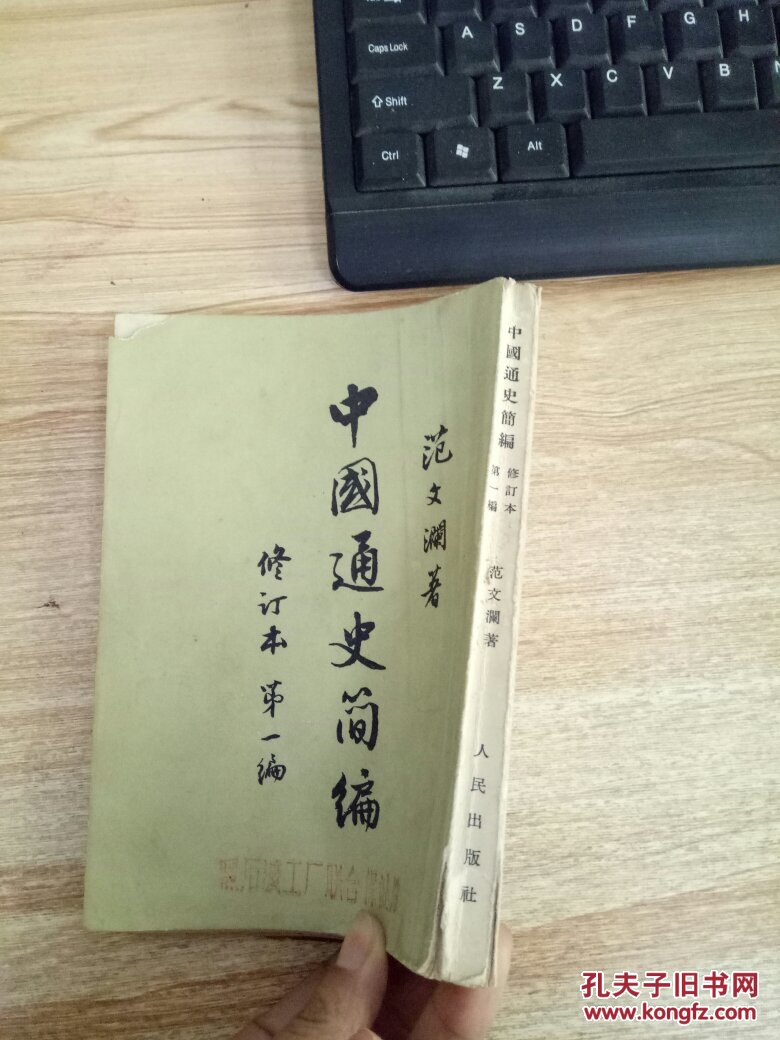 A S D F G H
Caps Lock
Z X C V B N
Shift
Ctrl
Alt
范文瀾著
中國通史简编
修订本 第一编
中國通史簡編
修訂本
第一編
范文瀾著
人民出版社
孔夫子旧书网
www.kongfz.com